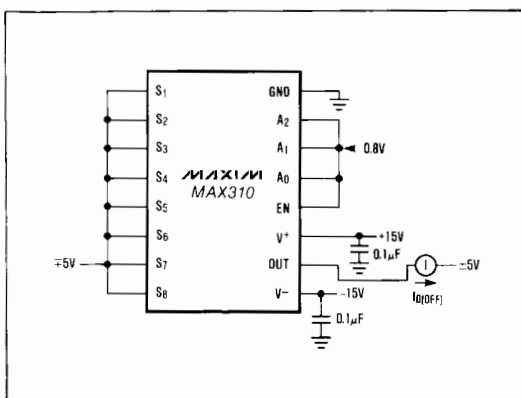 S1
S2
S3
S4
S5
S6
S7
S8
∓5V
MAXIM
MAX310
GND
A2
A1
A0
EN
V+
OUT
V−
0.8V
+15V
0.1µF
I
±5V
ID(OFF)
−15V
0.1µF